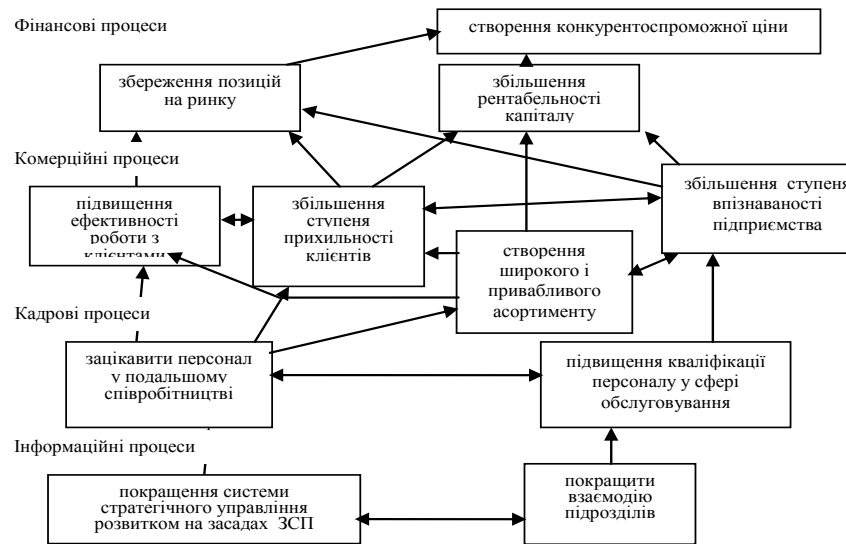 Фінансові процеси
створення конкурентоспроможної ціни
збереження позицій
на ринку
збільшення
рентабельності
капіталу
Комерційні процеси
підвищення
ефективності
роботи з
клієнтами
збільшення
ступеня
прихильності
клієнтів
збільшення ступеня
впізнаваності
підприємства
створення
широкого і
привабливого
асортименту
Кадрові процеси
зацікавити персонал
у подальшому
співробітництві
підвищення кваліфікації
персоналу у сфері
обслуговування
Інформаційні процеси
покращення системи
стратегічного управління
розвитком на засадах ЗСП
покращити
взаємодію
підрозділів